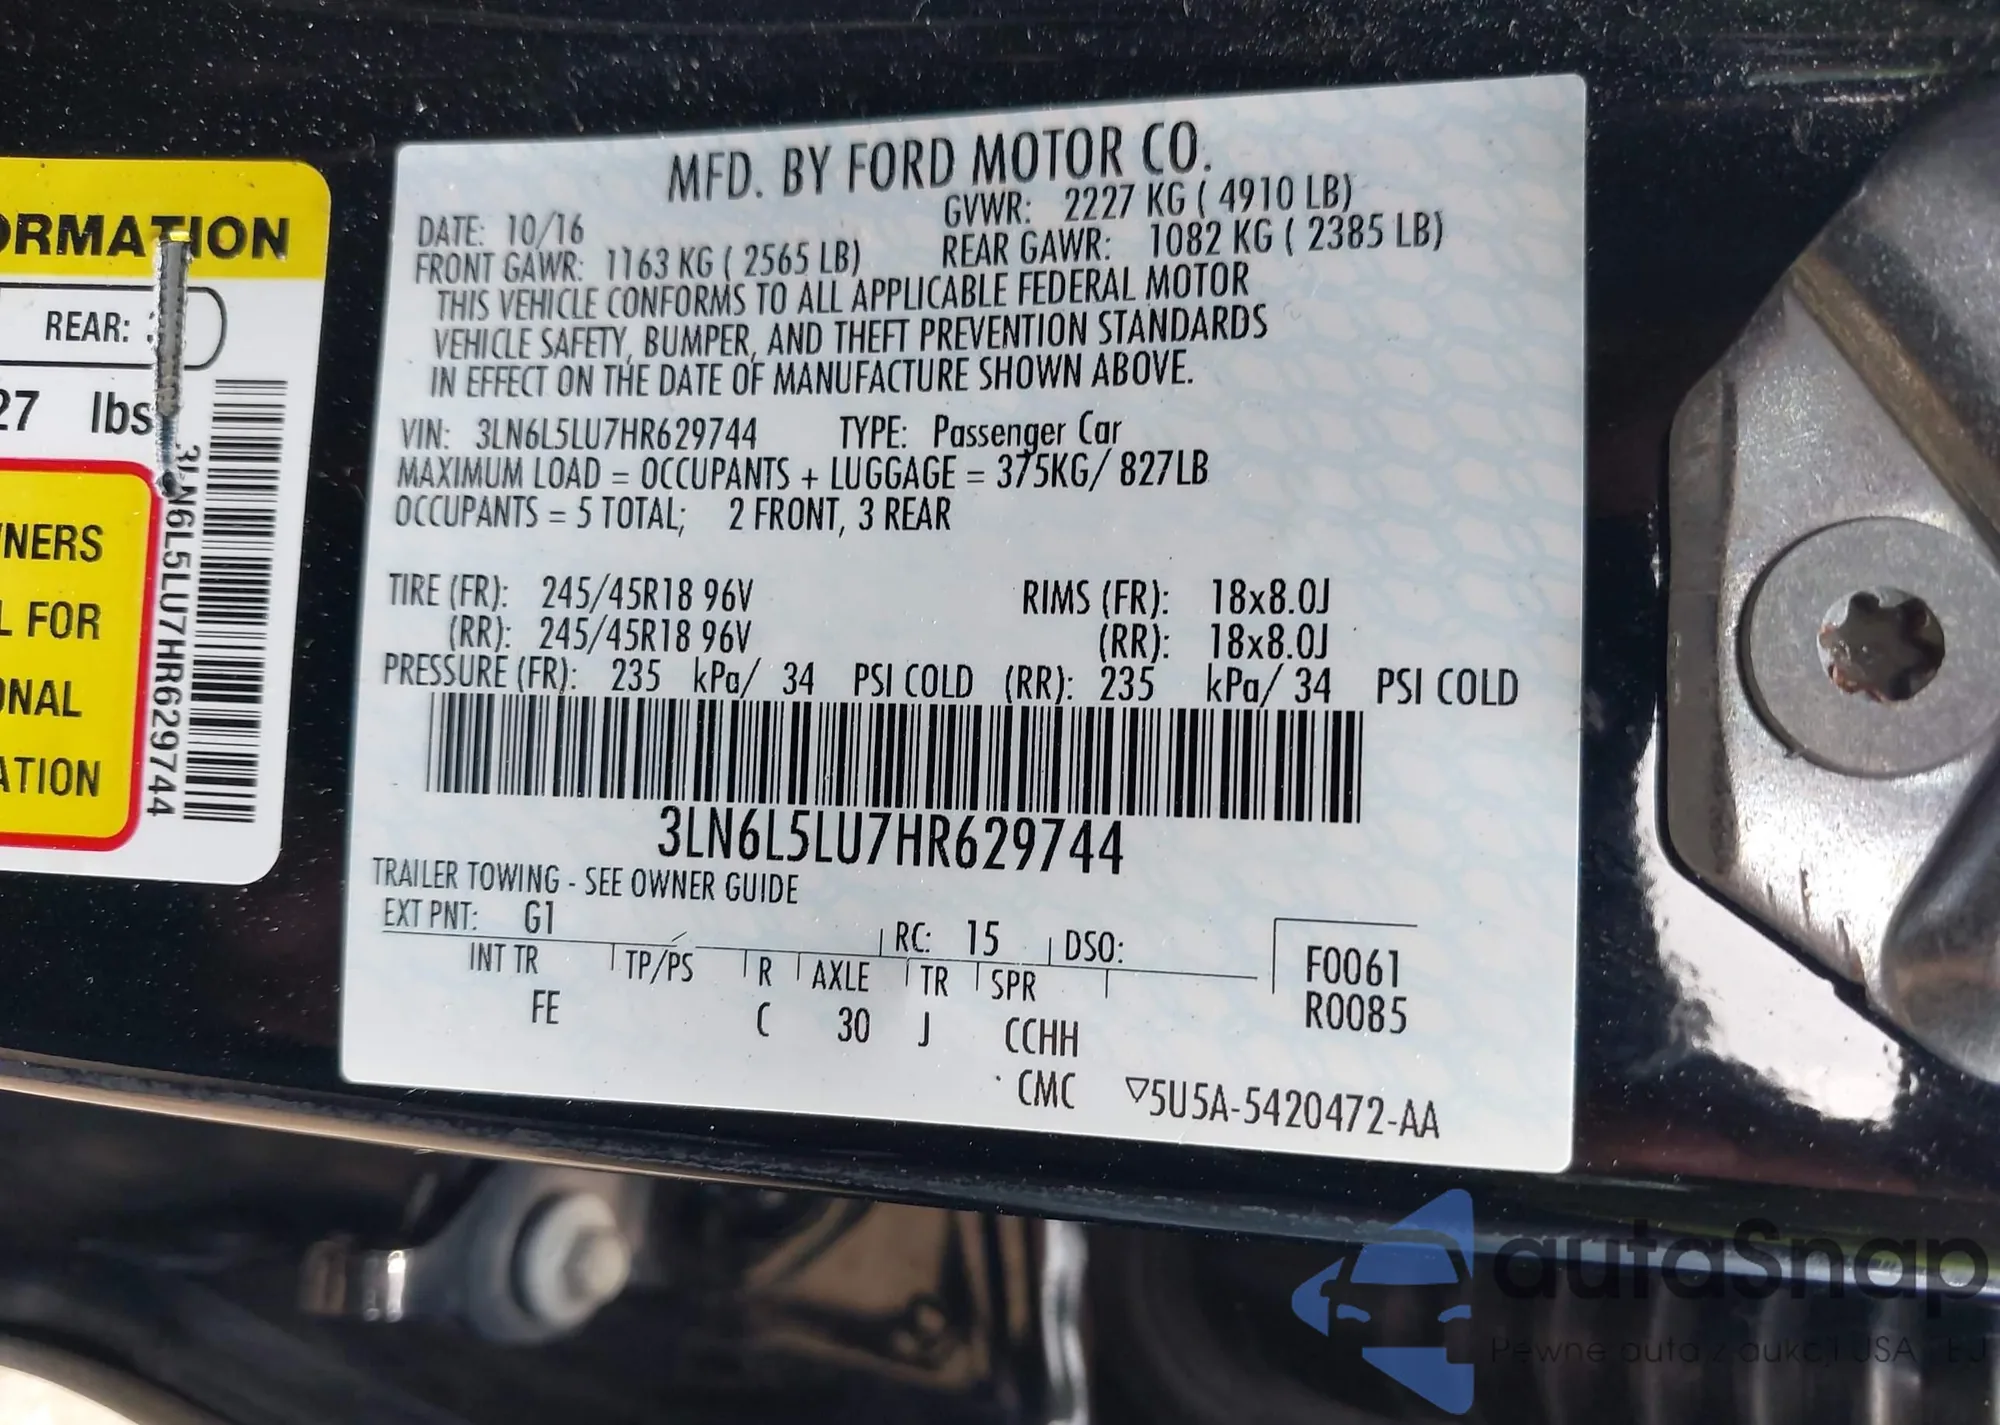 ORMATION
REAR:
27 lbs
3LN6L5LU7HR629744
NERS
L FOR
ONAL
ATION
MFD. BY FORD MOTOR CO.
DATE: 10/16 GVWR: 2227 KG ( 4910 LB)
FRONT GAWR: 1163 KG ( 2565 LB) REAR GAWR: 1082 KG ( 2385 LB)
THIS VEHICLE CONFORMS TO ALL APPLICABLE FEDERAL MOTOR
VEHICLE SAFETY, BUMPER, AND THEFT PREVENTION STANDARDS
IN EFFECT ON THE DATE OF MANUFACTURE SHOWN ABOVE.
VIN: 3LN6L5LU7HR629744 TYPE: Passenger Car
MAXIMUM LOAD = OCCUPANTS + LUGGAGE = 375KG/ 827LB
OCCUPANTS = 5 TOTAL; 2 FRONT, 3 REAR
TIRE (FR): 245/45R18 96V RIMS (FR): 18x8.0J
(RR): 245/45R18 96V (RR): 18x8.0J
PRESSURE (FR): 235 kPa/ 34 PSI COLD (RR): 235 kPa/ 34 PSI COLD
3LN6L5LU7HR629744
TRAILER TOWING - SEE OWNER GUIDE
EXT PNT: G1 RC: 15 DSO: F0061
INT TR TP/PS R AXLE TR SPR R0085
FE C 30 J CCHH
CMC ▽5U5A-5420472-AA
autaSnap
Pewne auta z aukcji USA i EU